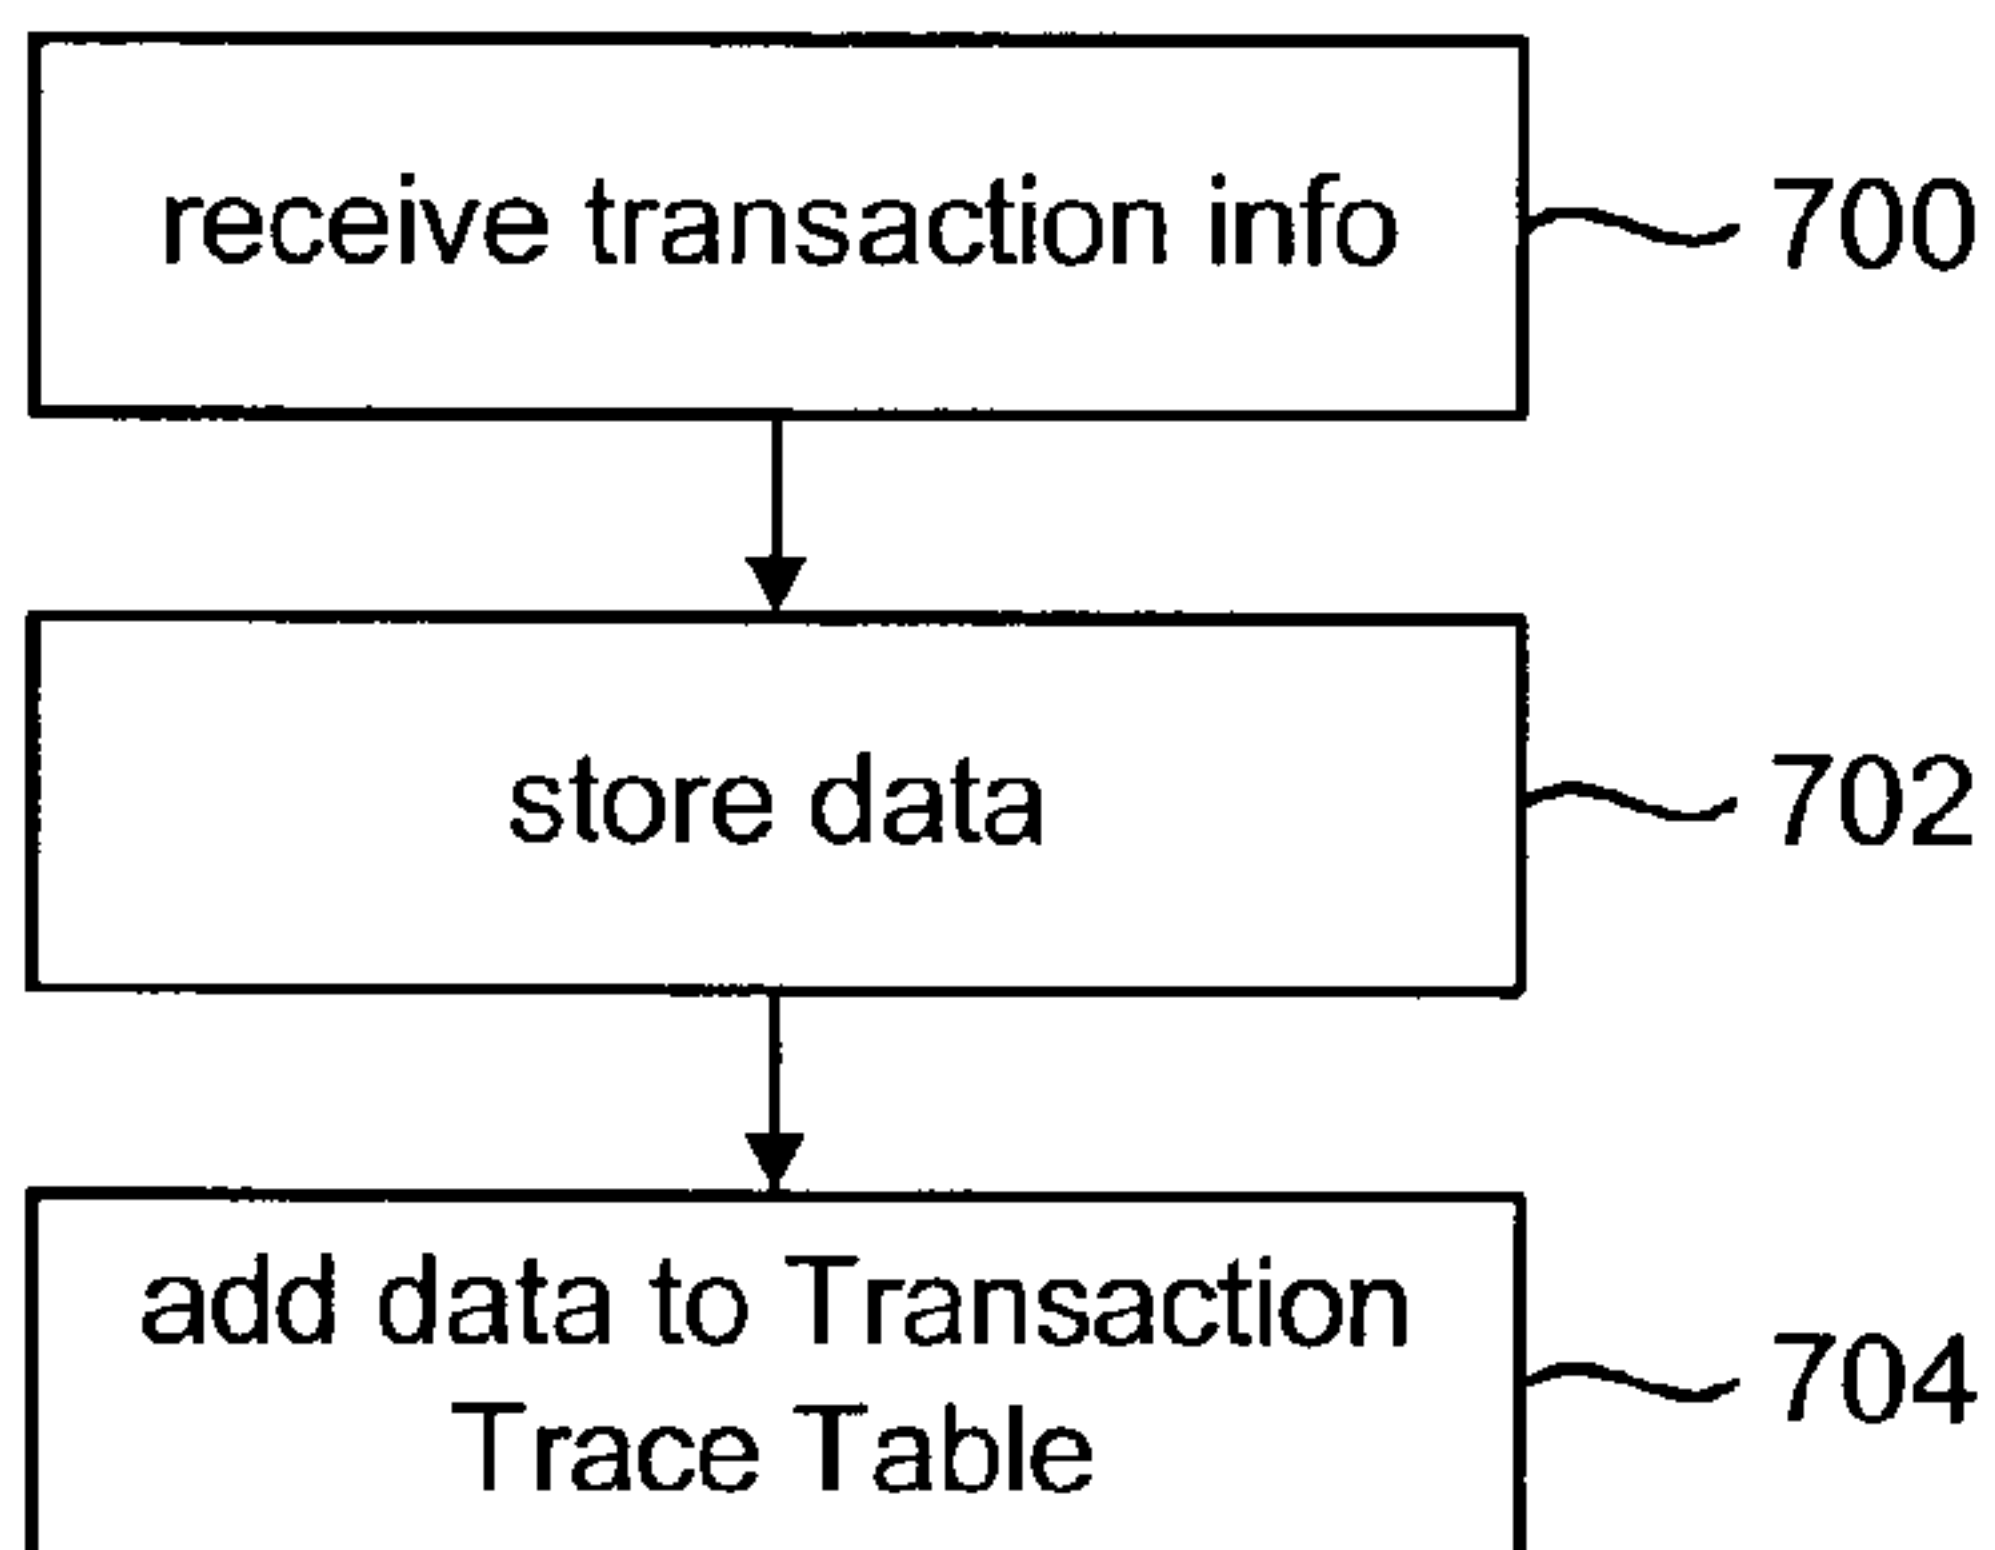 receive transaction info
700
store data
702
add data to Transaction
Trace Table
704